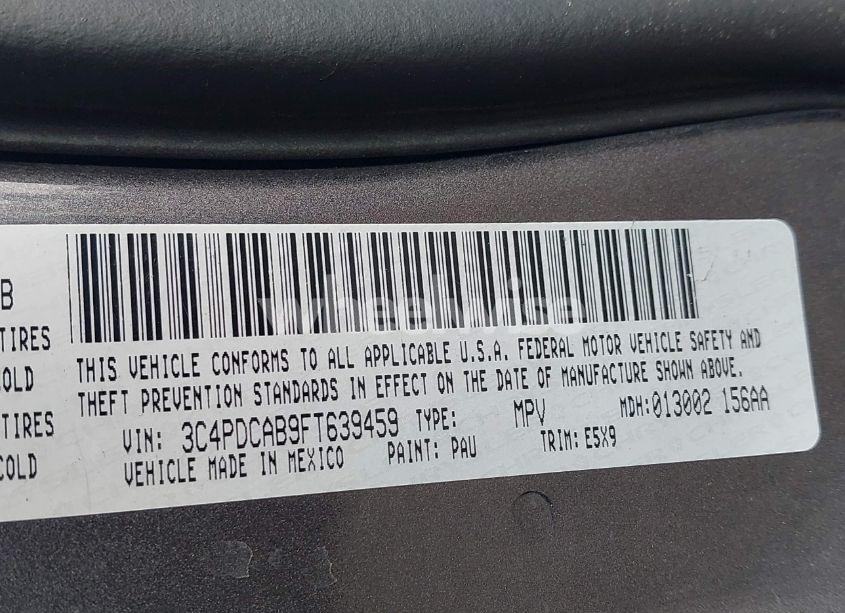 B
TIRES
COLD
TIRES
COLD
wheelwise
THIS VEHICLE CONFORMS TO ALL APPLICABLE U.S.A. FEDERAL MOTOR VEHICLE SAFETY AND
THEFT PREVENTION STANDARDS IN EFFECT ON THE DATE OF MANUFACTURE SHOWN ABOVE.
VIN: 3C4PDCAB9FT639459 TYPE: MPV MDH:013002 156AA
VEHICLE MADE IN MEXICO PAINT: PAU TRIM: E5X9